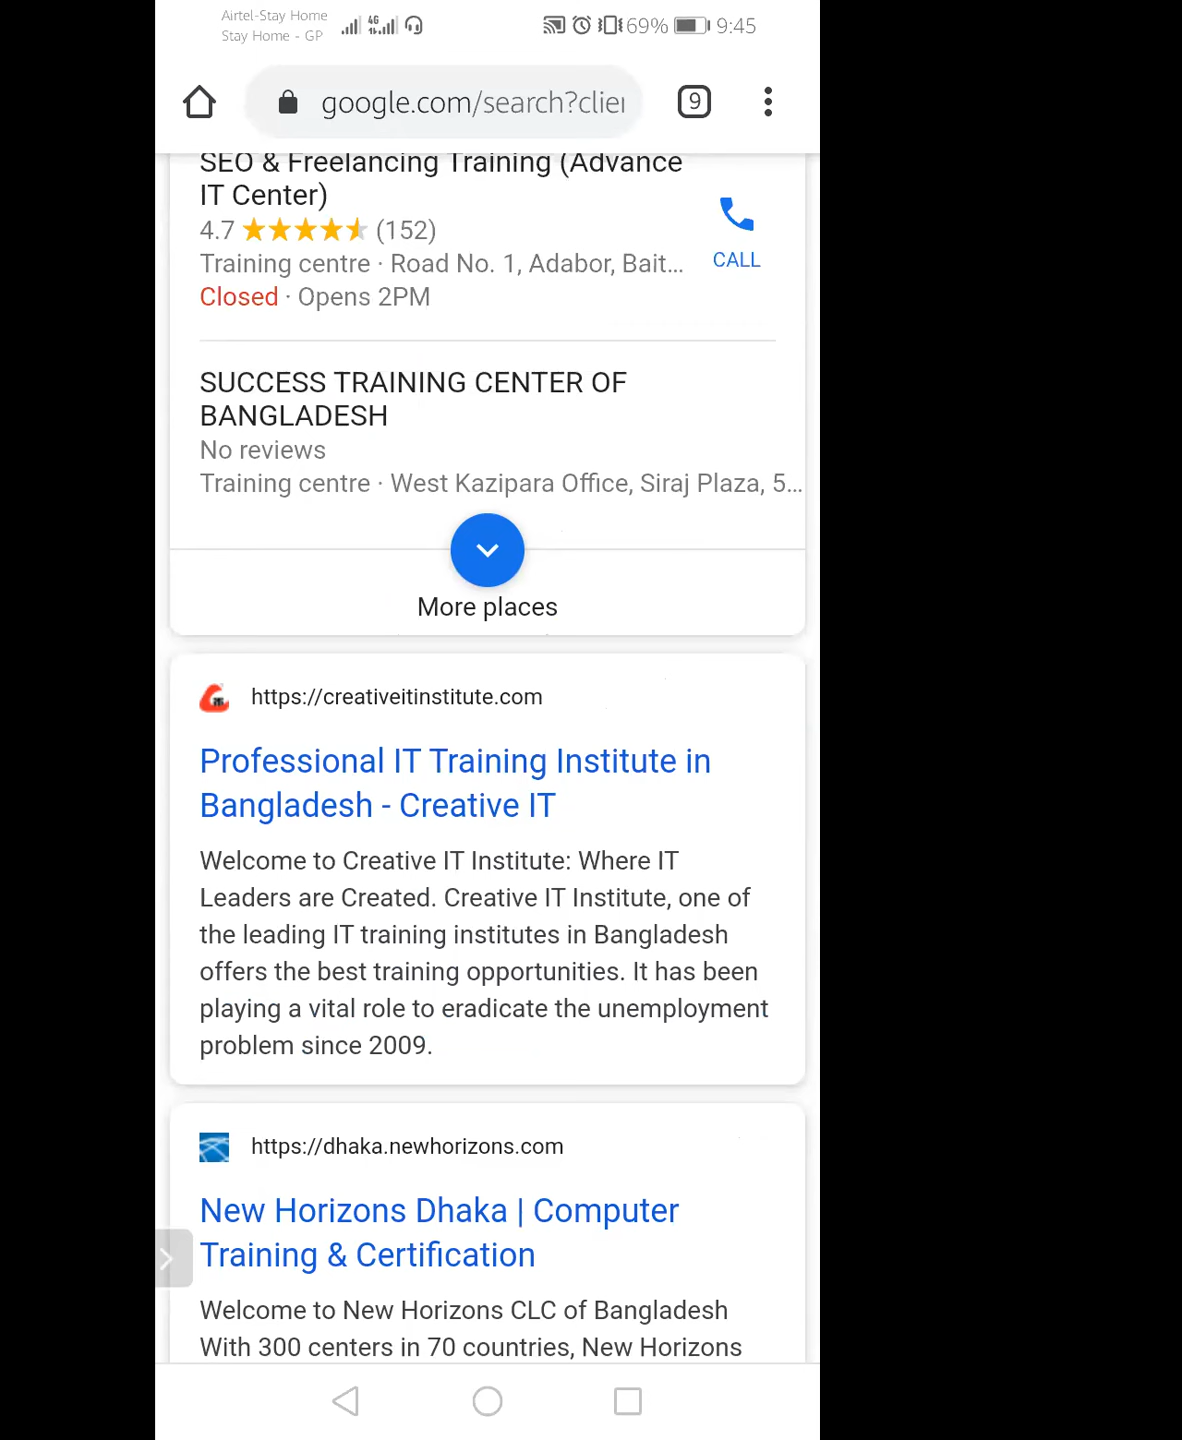 Airtel-Stay Home
Stay Home - GP
4G
69%
9:45
google.com/search?clie
9
SEO & Freelancing Training (Advance
IT Center)
4.7 (152)
Training centre · Road No. 1, Adabor, Bait...
CALL
Closed · Opens 2PM
SUCCESS TRAINING CENTER OF
BANGLADESH
No reviews
Training centre · West Kazipara Office, Siraj Plaza, 5...
More places
https://creativeitinstitute.com
Professional IT Training Institute in
Bangladesh - Creative IT
Welcome to Creative IT Institute: Where IT
Leaders are Created. Creative IT Institute, one of
the leading IT training institutes in Bangladesh
offers the best training opportunities. It has been
playing a vital role to eradicate the unemployment
problem since 2009.
https://dhaka.newhorizons.com
New Horizons Dhaka | Computer
Training & Certification
Welcome to New Horizons CLC of Bangladesh
With 300 centers in 70 countries, New Horizons